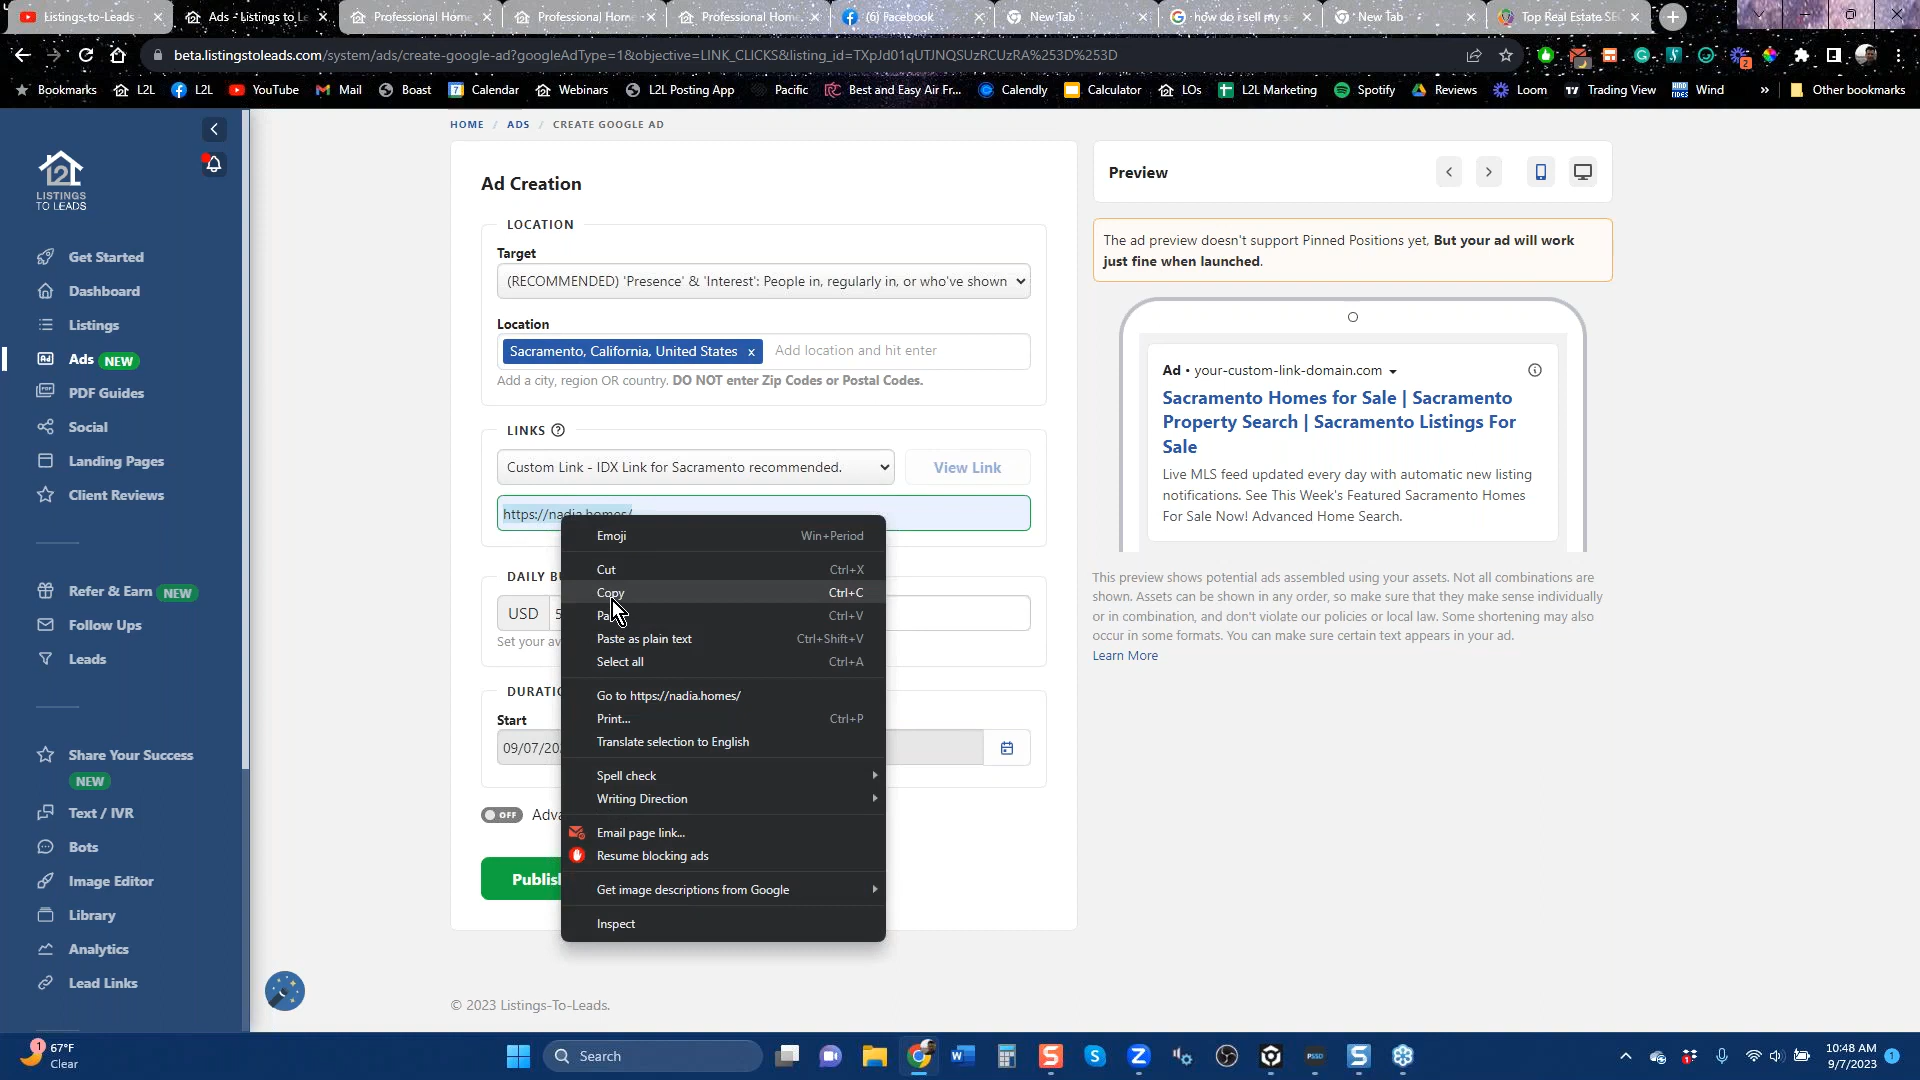 Listings-to-Leads
Ads - Listings to L
Professional Home
Professional Home
Professional Home
(6) Facebook
New Tab
how do i sell my s
New Tab
Top Real Estate SE
beta.listingstoleads.com/system/ads/create-google-ad?googleAdType=1&objective=LINK_CLICKS&listing_id=TXpJd01qUTJNQSUzRCUzRA%253D%253D
Bookmarks
L2L
L2L
YouTube
Mail
Boast
Calendar
Webinars
L2L Posting App
Pacific
Best and Easy Air Fr...
Calendly
Calculator
LOs
L2L Marketing
Spotify
Reviews
Loom
Trading View
Wind
»
Other bookmarks
LISTINGS
TO LEADS
Get Started
Dashboard
Listings
Ads NEW
PDF Guides
Social
Landing Pages
Client Reviews
Refer & Earn NEW
Follow Ups
Leads
Share Your Success
NEW
Text / IVR
Bots
Image Editor
Library
Analytics
Lead Links
HOME / ADS / CREATE GOOGLE AD
Ad Creation
LOCATION
Target
(RECOMMENDED) 'Presence' & 'Interest': People in, regularly in, or who've shown
Location
Sacramento, California, United States x Add location and hit enter
Add a city, region OR country. DO NOT enter Zip Codes or Postal Codes.
LINKS
Custom Link - IDX Link for Sacramento recommended.
View Link
https://nadia.homes/
DAILY B
USD 5
Set your av
DURATIO
Start
09/07/20
OFF Adva
Publish
Emoji Win+Period
Cut Ctrl+X
Copy Ctrl+C
Pa Ctrl+V
Paste as plain text Ctrl+Shift+V
Select all Ctrl+A
Go to https://nadia.homes/
Print... Ctrl+P
Translate selection to English
Spell check
Writing Direction
Email page link...
Resume blocking ads
Get image descriptions from Google
Inspect
© 2023 Listings-To-Leads.
Preview
The ad preview doesn't support Pinned Positions yet, But your ad will work
just fine when launched.
Ad • your-custom-link-domain.com
Sacramento Homes for Sale | Sacramento
Property Search | Sacramento Listings For
Sale
Live MLS feed updated every day with automatic new listing
notifications. See This Week's Featured Sacramento Homes
For Sale Now! Advanced Home Search.
This preview shows potential ads assembled using your assets. Not all combinations are
shown. Assets can be shown in any order, so make sure that they make sense individually
or in combination, and don't violate our policies or local law. Some shortening may also
occur in some formats. You can make sure certain text appears in your ad.
Learn More
67°F
Clear
Search
10:48 AM
9/7/2023